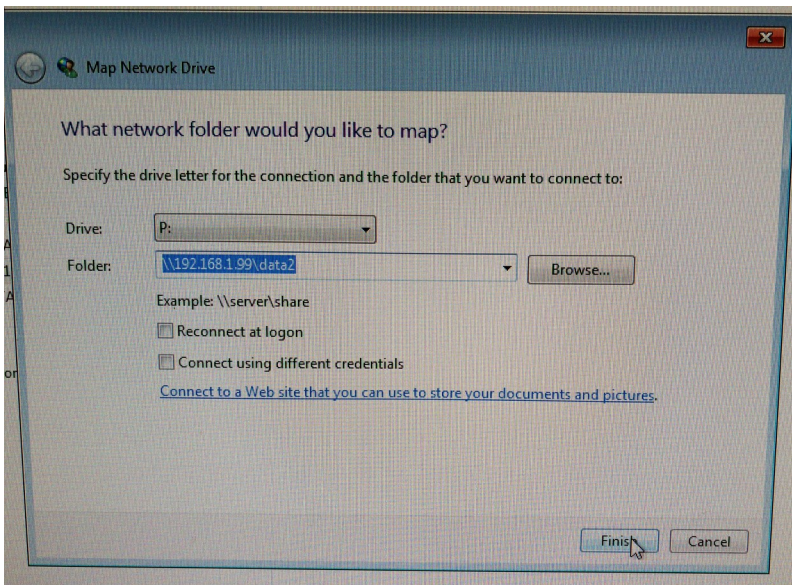 Map Network Drive
What network folder would you like to map?
Specify the drive letter for the connection and the folder that you want to connect to:
Drive: P:
Folder: \\192.168.1.99\data2 Browse...
Example: \\server\share
Reconnect at logon
Connect using different credentials
Connect to a Web site that you can use to store your documents and pictures.
Finish Cancel